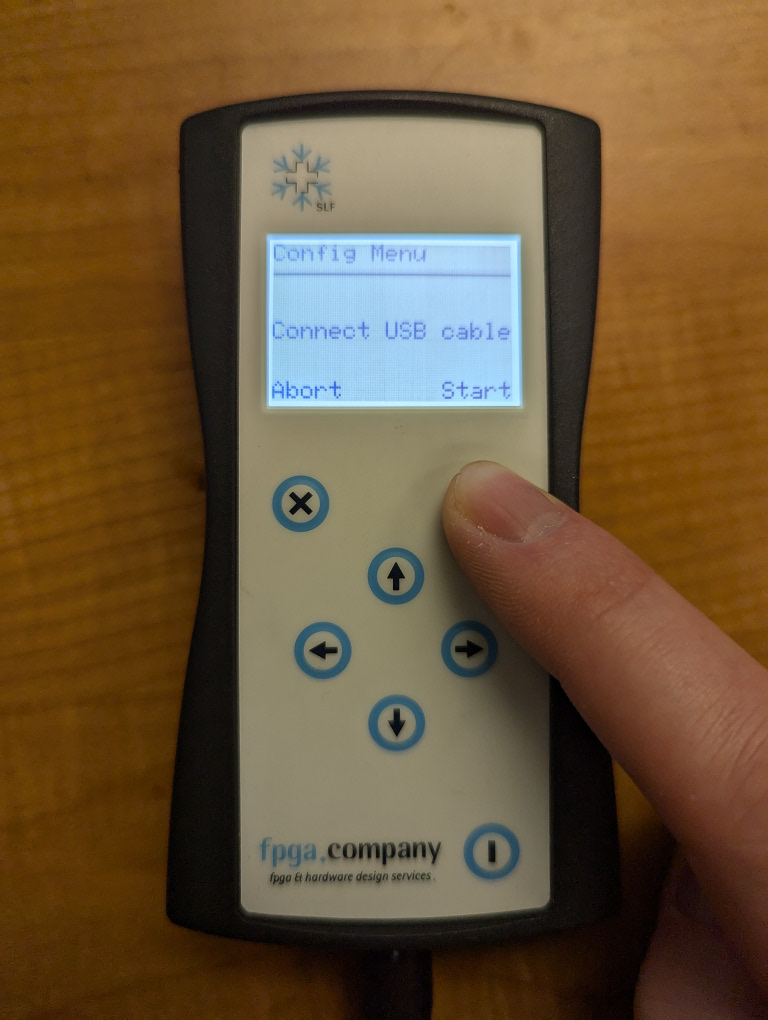 SLF
Config Menu
Connect USB cable
Abort Start
fpga.company
fpga & hardware design services